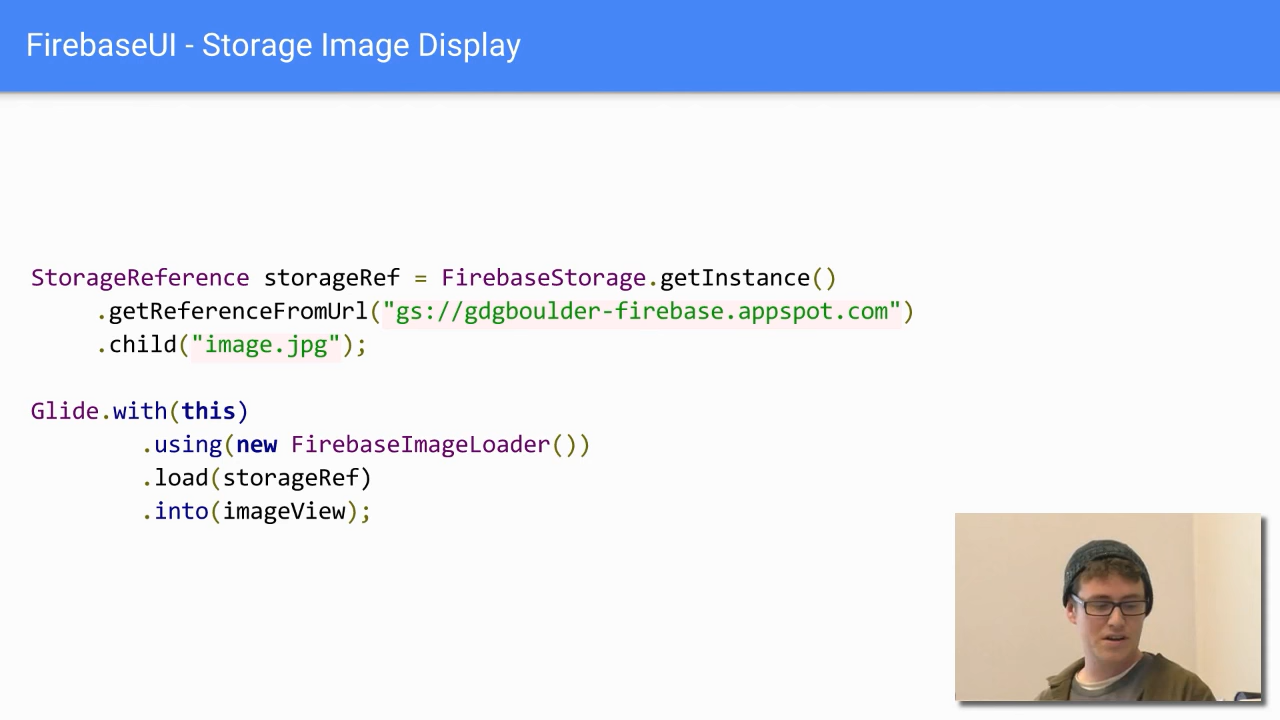 FirebaseUI - Storage Image Display
StorageReference storageRef = FirebaseStorage.getInstance()
.getReferenceFromUrl("gs://gdgboulder-firebase.appspot.com")
.child("image.jpg");
Glide.with(this)
.using(new FirebaseImageLoader())
.load(storageRef)
.into(imageView);